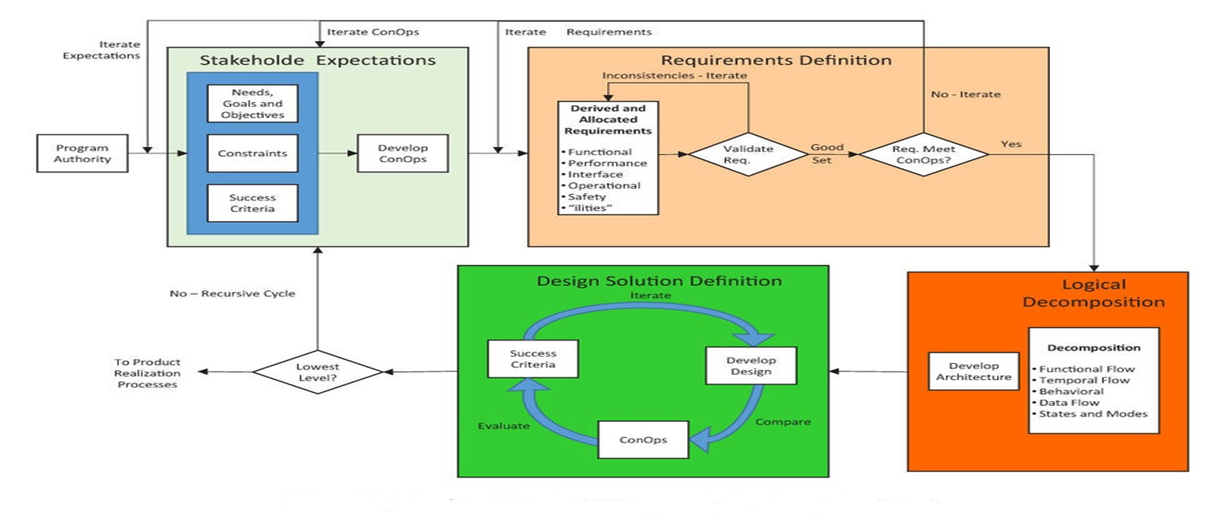 Iterate
Expectations
Iterate ConOps
Iterate Requirements
Stakeholde Expectations
Needs,
Goals and
Objectives
Constraints
Success
Criteria
Program
Authority
Develop
ConOps
Requirements Definition
Inconsistencies - Iterate
Derived and
Allocated
Requirements
• Functional
• Performance
• Interface
• Operational
• Safety
• "ilities"
Validate
Req.
Good
Set
Req. Meet
ConOps?
No - Iterate
Yes
Logical
Decomposition
Develop
Architecture
Decomposition
• Functional Flow
• Temporal Flow
• Behavioral
• Data Flow
• States and Modes
Design Solution Definition
Iterate
Success
Criteria
Develop
Design
Evaluate
Compare
ConOps
No – Recursive Cycle
Lowest
Level?
To Product
Realization
Processes